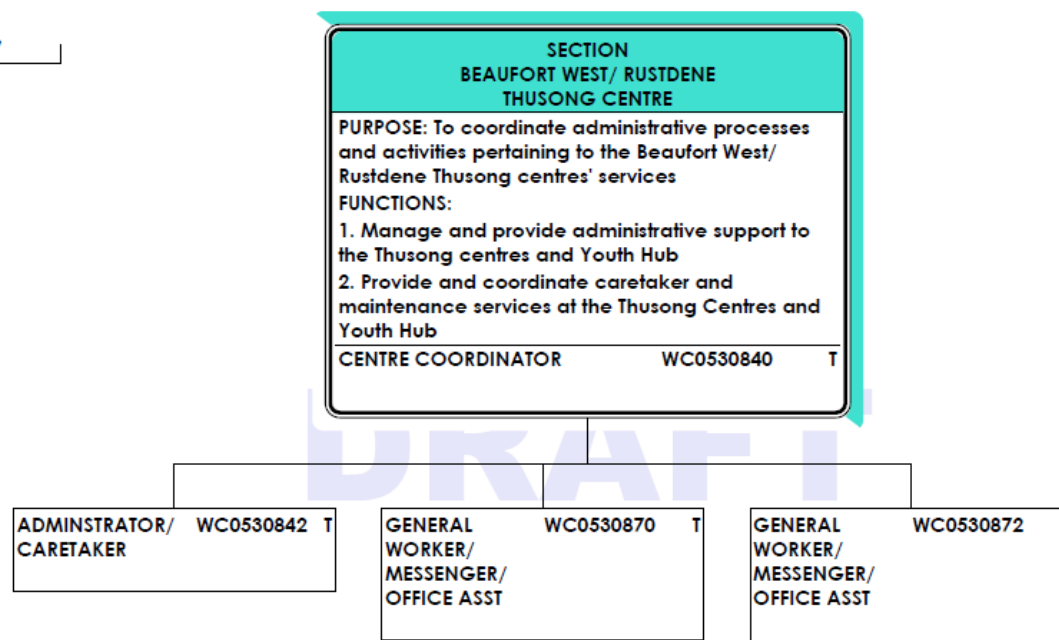 SECTION
BEAUFORT WEST/ RUSTDENE
THUSONG CENTRE
PURPOSE: To coordinate administrative processes
and activities pertaining to the Beaufort West/
Rustdene Thusong centres' services
FUNCTIONS:
1. Manage and provide administrative support to
the Thusong centres and Youth Hub
2. Provide and coordinate caretaker and
maintenance services at the Thusong Centres and
Youth Hub
CENTRE COORDINATOR WC0530840 T
DRAFT
ADMINSTRATOR/ WC0530842 T
CARETAKER
GENERAL WC0530870 T
WORKER/
MESSENGER/
OFFICE ASST
GENERAL WC0530872
WORKER/
MESSENGER/
OFFICE ASST